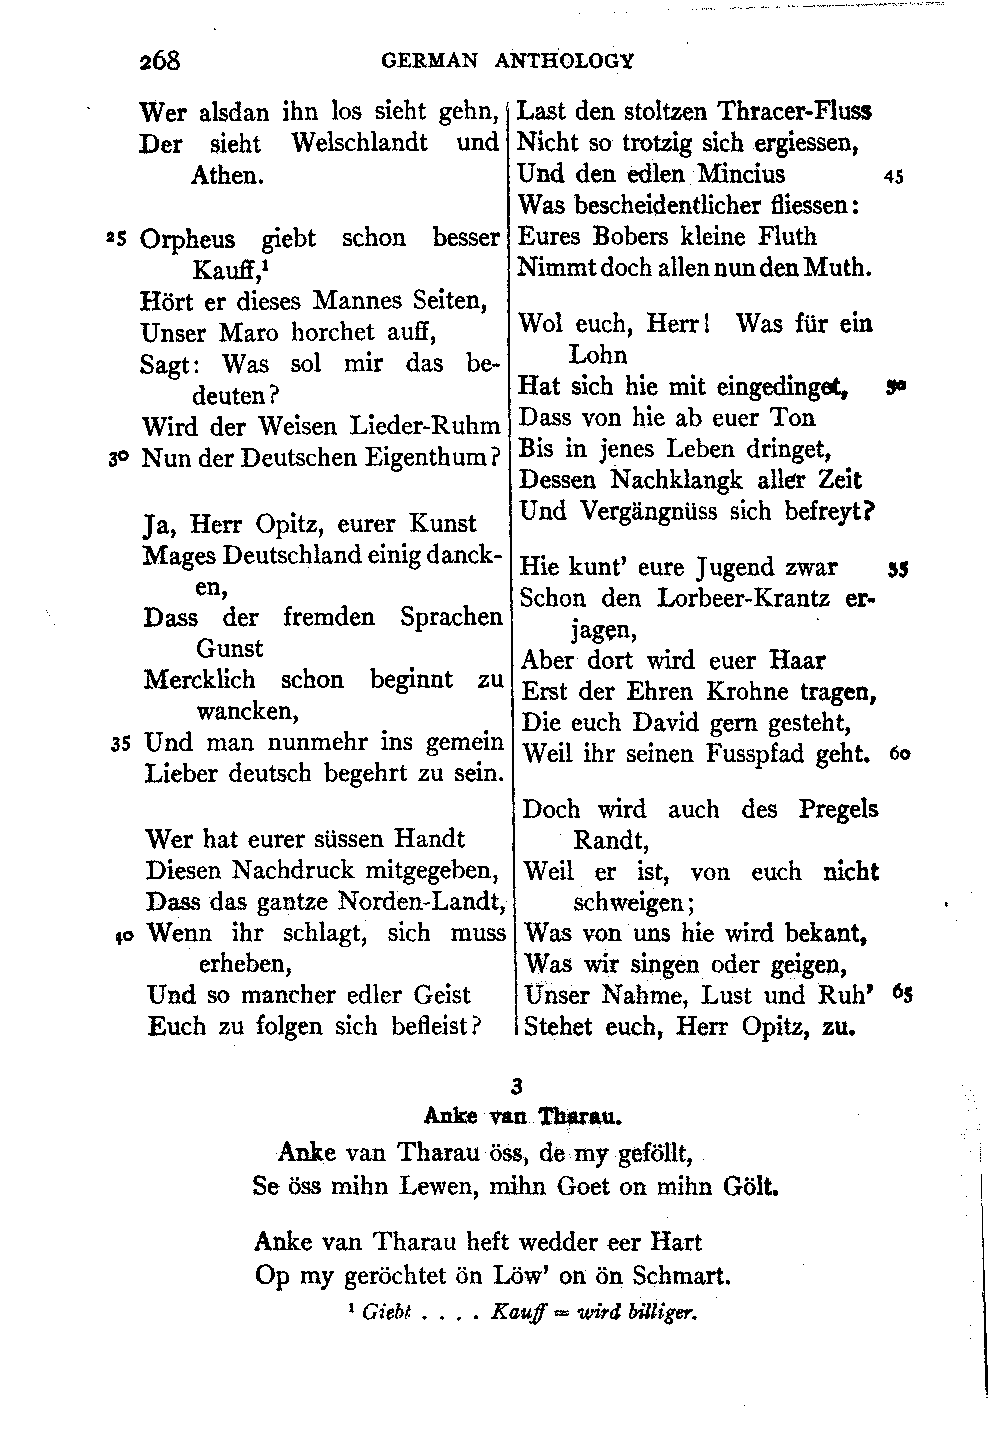 268 GERMAN ANTHOLOGY
Wer alsdan ihn los sieht gehn,
Der sieht Welschlandt und
Athen.
25 Orpheus giebt schon besser
Kauff,¹
Hört er dieses Mannes Seiten,
Unser Maro horchet auff,
Sagt: Was sol mir das be-
deuten?
Wird der Weisen Lieder-Ruhm
30 Nun der Deutschen Eigenthum?
Ja, Herr Opitz, eurer Kunst
Mages Deutschland einig danck-
en,
Dass der fremden Sprachen
Gunst
Mercklich schon beginnt zu
wancken,
35 Und man nunmehr ins gemein
Lieber deutsch begehrt zu sein.
Wer hat eurer süssen Handt
Diesen Nachdruck mitgegeben,
Dass das gantze Norden-Landt,
40 Wenn ihr schlagt, sich muss
erheben,
Und so mancher edler Geist
Euch zu folgen sich befleist?
Last den stoltzen Thracer-Fluss
Nicht so trotzig sich ergiessen,
Und den edlen Mincius 45
Was bescheidentlicher fliessen:
Eures Bobers kleine Fluth
Nimmt doch allen nun den Muth.
Wol euch, Herr! Was für ein
Lohn
Hat sich hie mit eingedinget, 50
Dass von hie ab euer Ton
Bis in jenes Leben dringet,
Dessen Nachklangk aller Zeit
Und Vergängnüss sich befreyt?
Hie kunt' eure Jugend zwar 55
Schon den Lorbeer-Krantz er-
jagen,
Aber dort wird euer Haar
Erst der Ehren Krohne tragen,
Die euch David gern gesteht,
Weil ihr seinen Fusspfad geht. 60
Doch wird auch des Pregels
Randt,
Weil er ist, von euch nicht
schweigen;
Was von uns hie wird bekant,
Was wir singen oder geigen,
Unser Nahme, Lust und Ruh' 65
Stehet euch, Herr Opitz, zu.
3
Anke van Tharau.
Anke van Tharau öss, de my geföllt,
Se öss mihn Lewen, mihn Goet on mihn Gölt.
Anke van Tharau heft wedder eer Hart
Op my geröchtet ön Löw' on ön Schmart.
¹ Giebt . . . . Kauff = wird billiger.